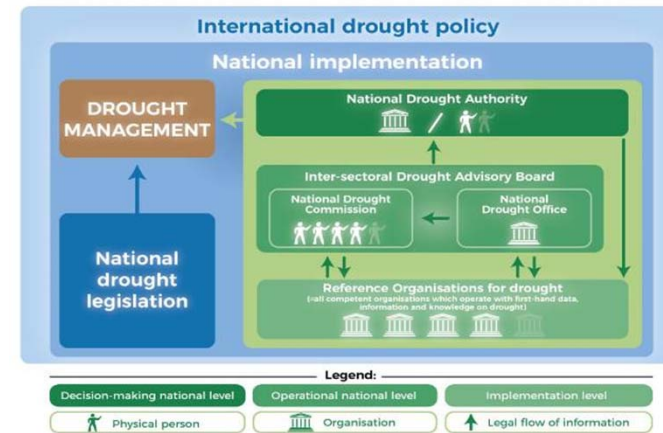 International drought policy
National implementation
DROUGHT
MANAGEMENT
National drought
legislation
National Drought Authority
/
Inter-sectoral Drought Advisory Board
National Drought
Commission
National
Drought Office
Reference Organisations for drought
(=all competent organisations which operate with first-hand data,
information and knowledge on drought)
Legend:
Decision-making national level
Operational national level
Implementation level
Physical person
Organisation
Legal flow of information